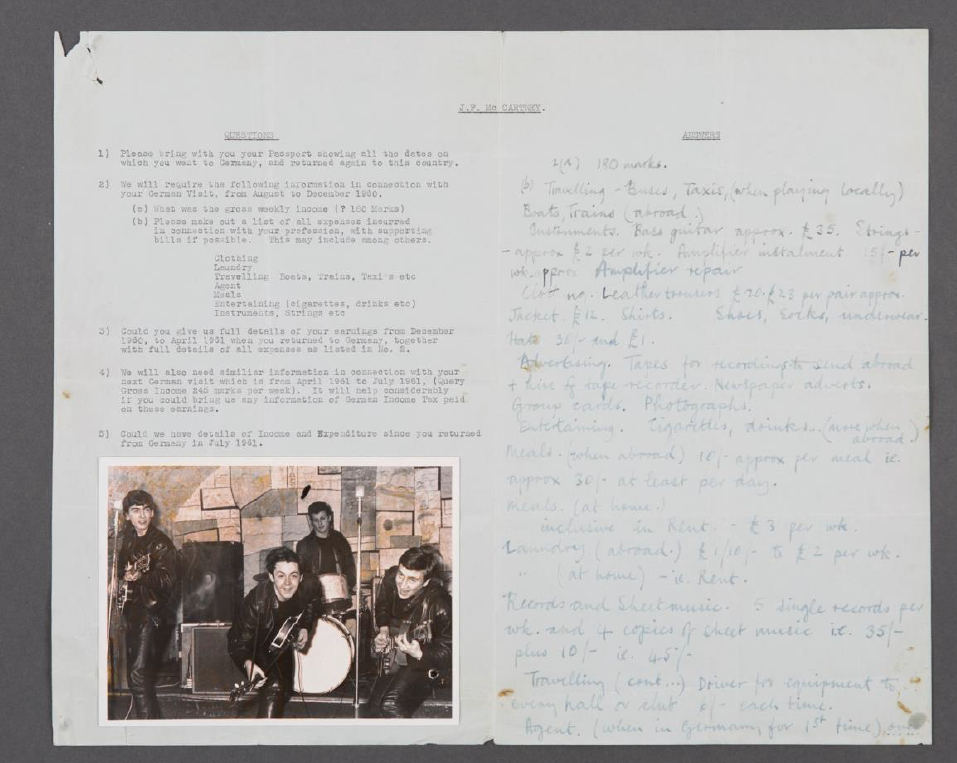 J.P. Mc CARTNEY.
QUESTIONS
1) Please bring with you your Passport showing all the dates on
which you went to Germany, and returned again to this country.
2) We will require the following information in connection with
your German Visit, from August to December 1960.
(a) What was the gross weekly income (? 180 Marks)
(b) Please make out a list of all expenses incurred
in connection with your profession, with supporting
bills if possible. This may include among others.
Clothing
Laundry
Travelling Boats, Trains, Taxi's etc
Agent
Meals
Entertaining (cigarettes, drinks etc)
Instruments, Strings etc
3) Could you give us full details of your earnings from December
1960, to April 1961 when you returned to Germany, together
with full details of all expenses as listed in No. 2.
4) We will also need similar information in connection with your
next German visit which is from April 1961 to July 1961, (Query
Gross Income 245 marks per week). It will help considerably
if you could bring us any information of German Income Tax paid
on these earnings.
5) Could we have details of Income and Expenditure since you returned
from Germany in July 1961.
ANSWERS
2(A) 180 marks.
(b) Travelling - Buses, Taxis, (when playing locally)
Boats, Trains (abroad.)
Instruments. Bass guitar approx. £35. Strings -
- approx £2 per wk. Amplifier instalment 15/- per
wk. approx Amplifier repair
Leather trousers £20-£23 per pair approx.
Jacket. £12. Shirts. Shoes, Socks, underwear.
Hats 30/- and £1.
Advertising. Tapes for recordings to send abroad
+ hire of tape-recorder. Newspaper adverts.
Group cards. Photographs.
Entertaining. Cigarettes, drinks. (more when
abroad.)
Meals. (when abroad) 10/- approx per meal ie.
approx 30/- at least per day.
Meals. (at home.)
inclusive in Rent. - £3 per wk.
Laundry (abroad.) £1/10/- to £2 per wk.
" (at home) - ie. Rent.
Records and Sheet music. 5 single records per
wk. and 4 copies of sheet music ie. 35/-
plus 10/- ie. 45/-
Travelling (cont...) Driver for equipment to
every hall or club each time.
Agent. (when in Germany for 1st time)